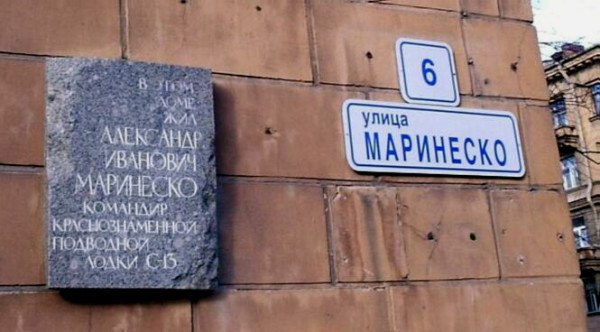 В ЭТОМ
ДОМЕ
ЖИЛ
АЛЕКСАНДР
ИВАНОВИЧ
МАРИНЕСКО
КОМАНДИР
КРАСНОЗНАМЕННОЙ
ПОДВОДНОЙ
ЛОДКИ С-13
6
улица
МАРИНЕСКО